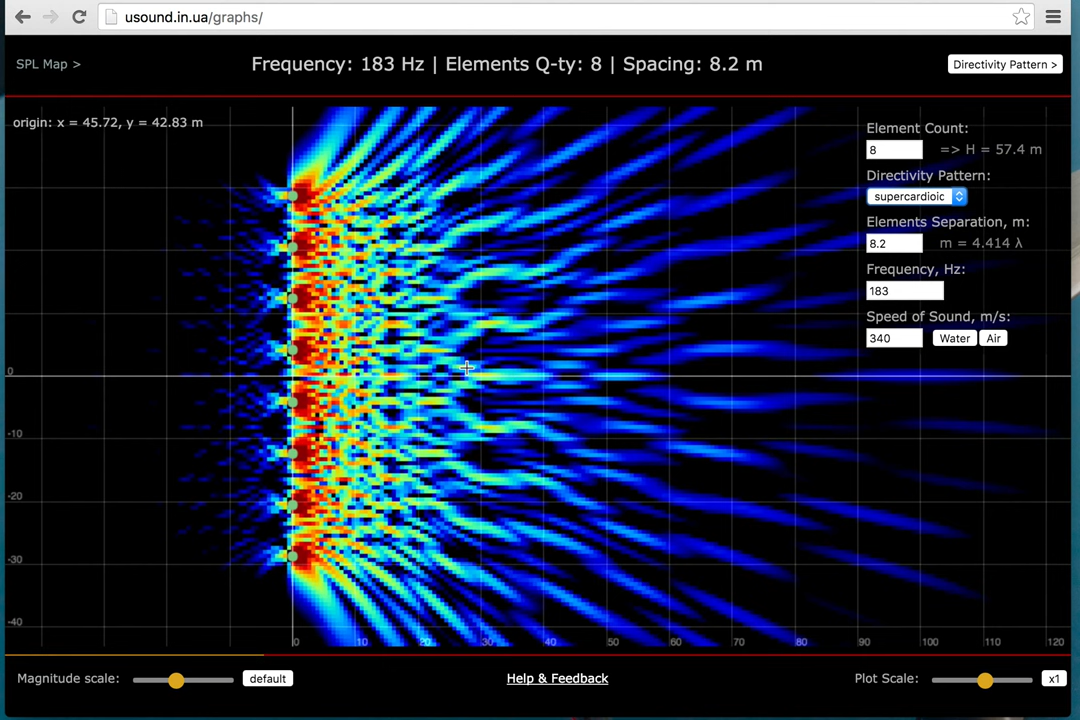 usound.in.ua/graphs/
SPL Map >
Frequency: 183 Hz | Elements Q-ty: 8 | Spacing: 8.2 m
Directivity Pattern >
origin: x = 45.72, y = 42.83 m
Element Count:
8 => H = 57.4 m
Directivity Pattern:
supercardioic
Elements Separation, m:
8.2 m = 4.414 λ
Frequency, Hz:
183
Speed of Sound, m/s:
340 Water Air
0
-10
-20
-30
-40
0 10 20 30 40 50 60 70 80 90 100 110 120
Magnitude scale: default Help & Feedback Plot Scale: x1